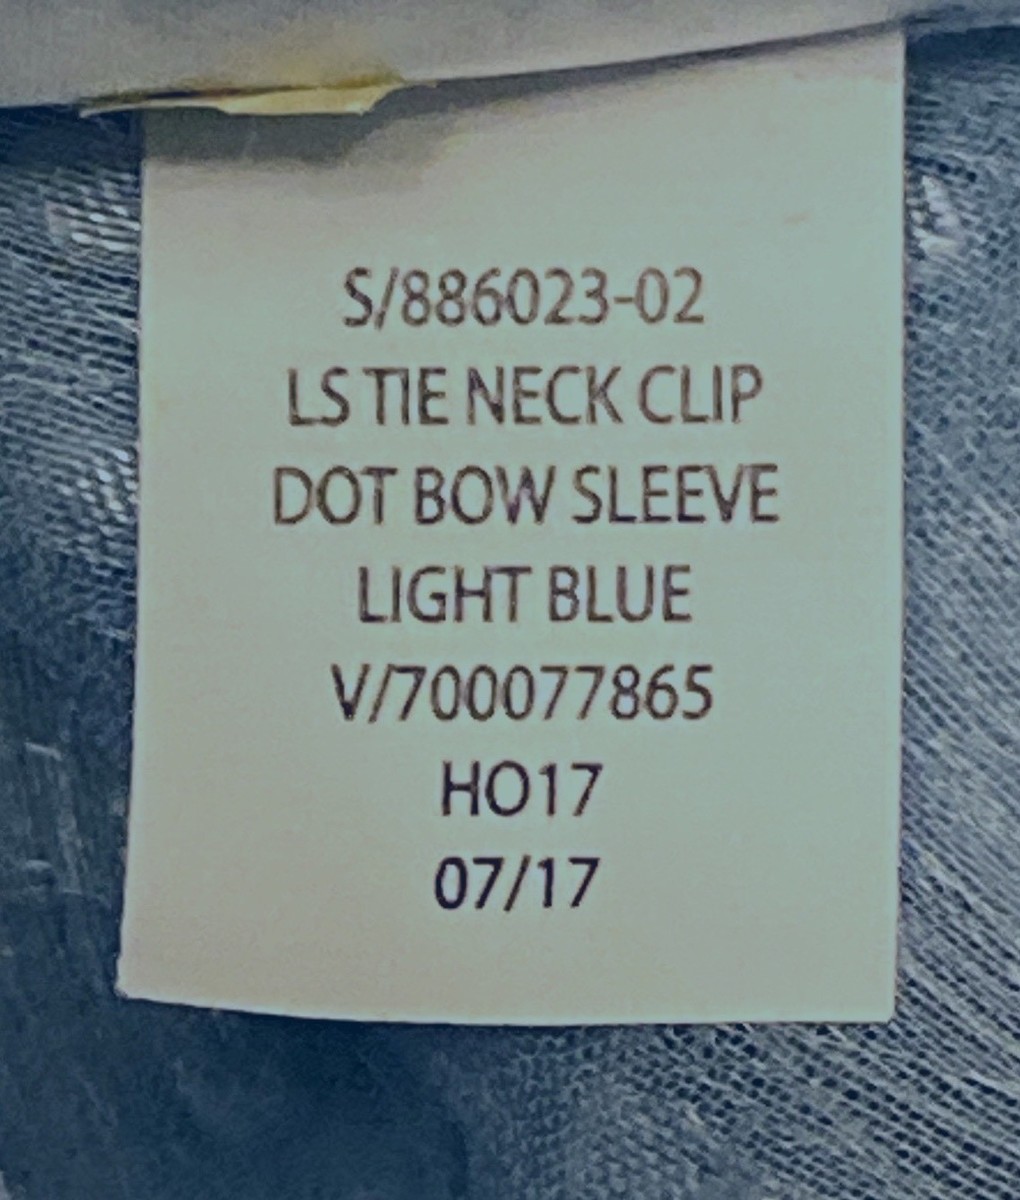 S/886023-02
LS TIE NECK CLIP
DOT BOW SLEEVE
LIGHT BLUE
V/700077865
HO17
07/17